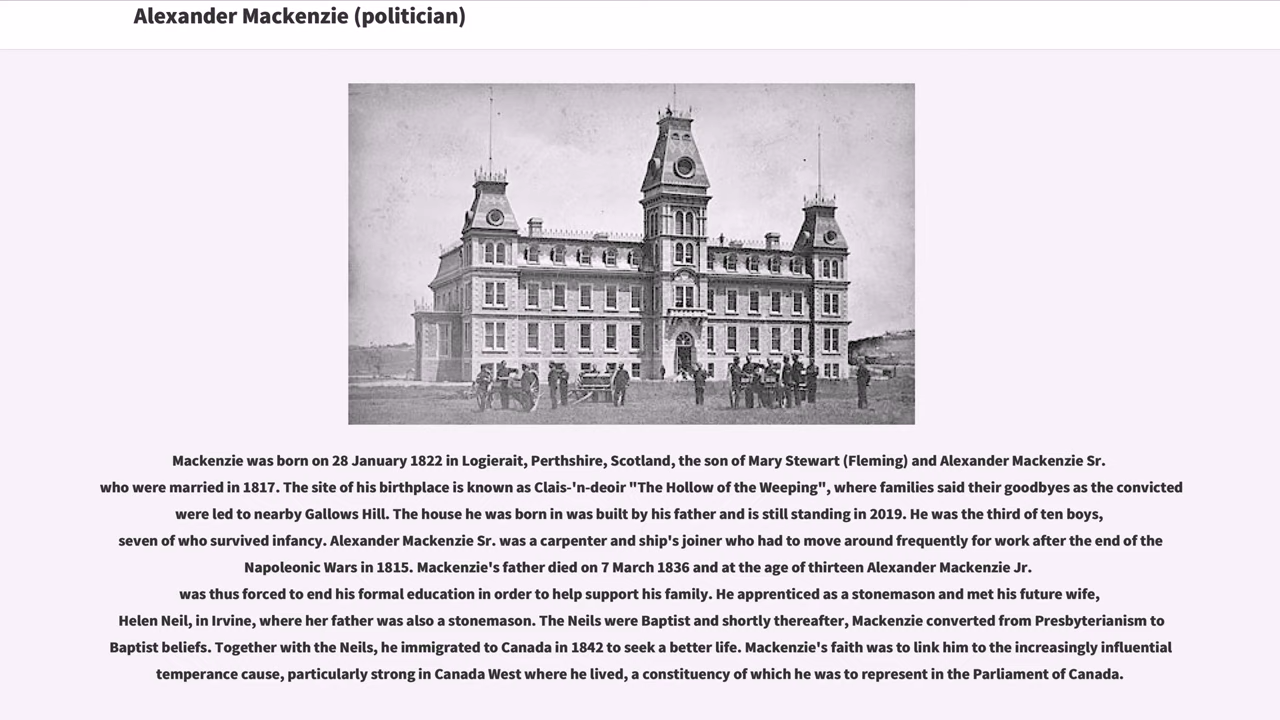 Alexander Mackenzie (politician)
Mackenzie was born on 28 January 1822 in Logierait, Perthshire, Scotland, the son of Mary Stewart (Fleming) and Alexander Mackenzie Sr.
who were married in 1817. The site of his birthplace is known as Clais-'n-deoir "The Hollow of the Weeping", where families said their goodbyes as the convicted
were led to nearby Gallows Hill. The house he was born in was built by his father and is still standing in 2019. He was the third of ten boys,
seven of who survived infancy. Alexander Mackenzie Sr. was a carpenter and ship's joiner who had to move around frequently for work after the end of the
Napoleonic Wars in 1815. Mackenzie's father died on 7 March 1836 and at the age of thirteen Alexander Mackenzie Jr.
was thus forced to end his formal education in order to help support his family. He apprenticed as a stonemason and met his future wife,
Helen Neil, in Irvine, where her father was also a stonemason. The Neils were Baptist and shortly thereafter, Mackenzie converted from Presbyterianism to
Baptist beliefs. Together with the Neils, he immigrated to Canada in 1842 to seek a better life. Mackenzie's faith was to link him to the increasingly influential
temperance cause, particularly strong in Canada West where he lived, a constituency of which he was to represent in the Parliament of Canada.